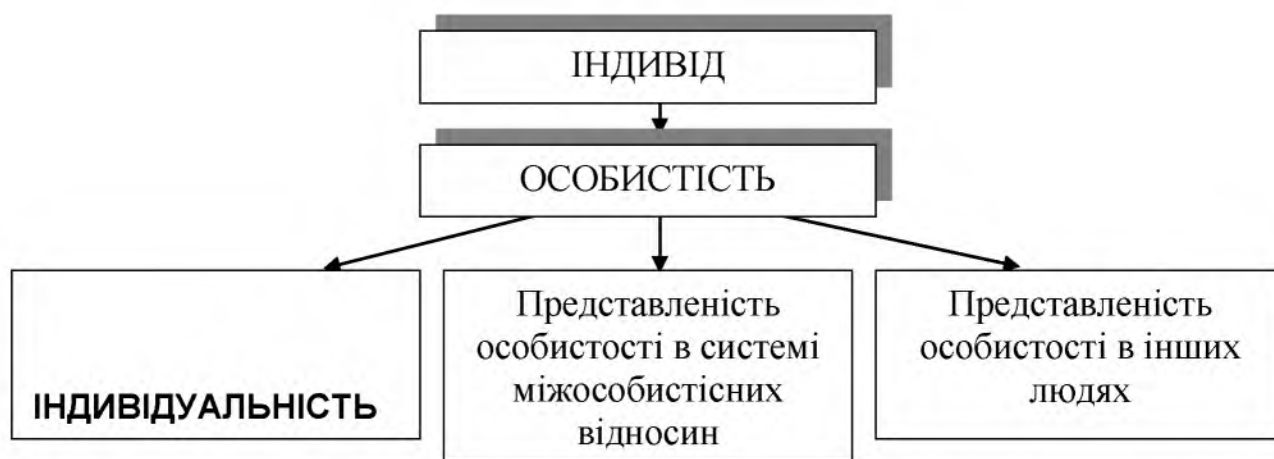 ІНДИВІД
ОСОБИСТІСТЬ
ІНДИВІДУАЛЬНІСТЬ
Представленість
особистості в системі
міжособистісних
відносин
Представленість
особистості в інших
людях